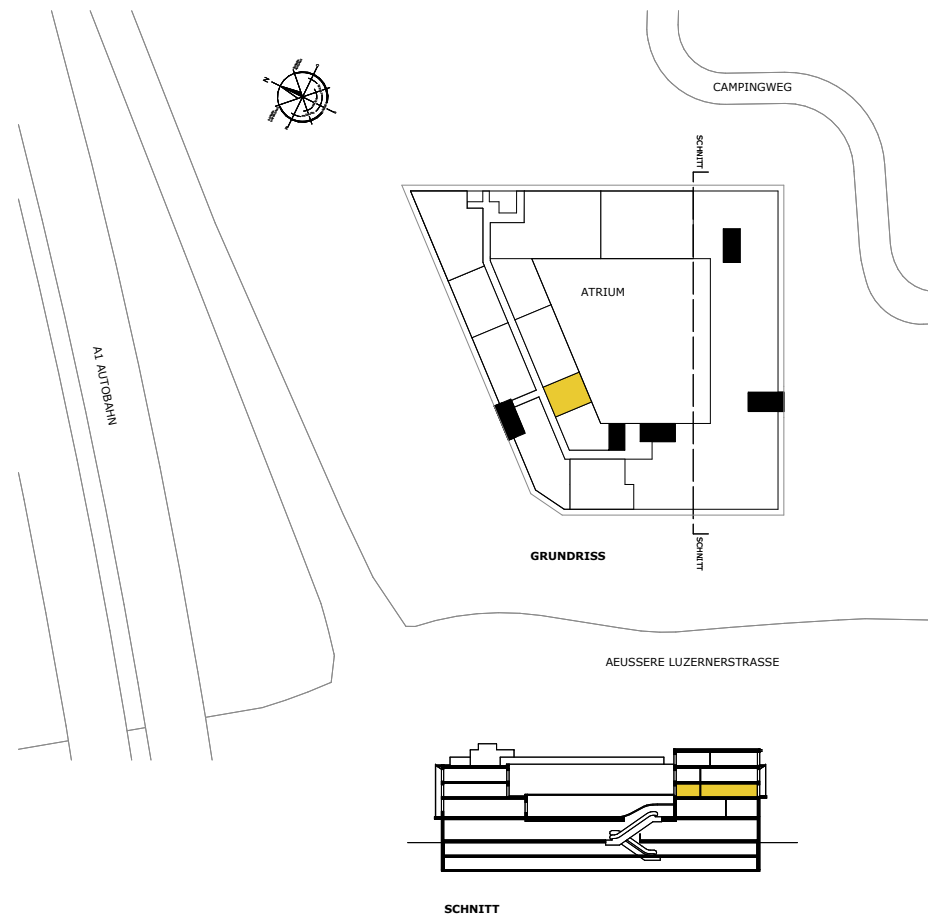 CAMPINGWEG
N
SCHNITT
ATRIUM
A1 AUTOBAHN
SCHNITT
GRUNDRISS
AEUSSERE LUZERNERSTRASSE
SCHNITT